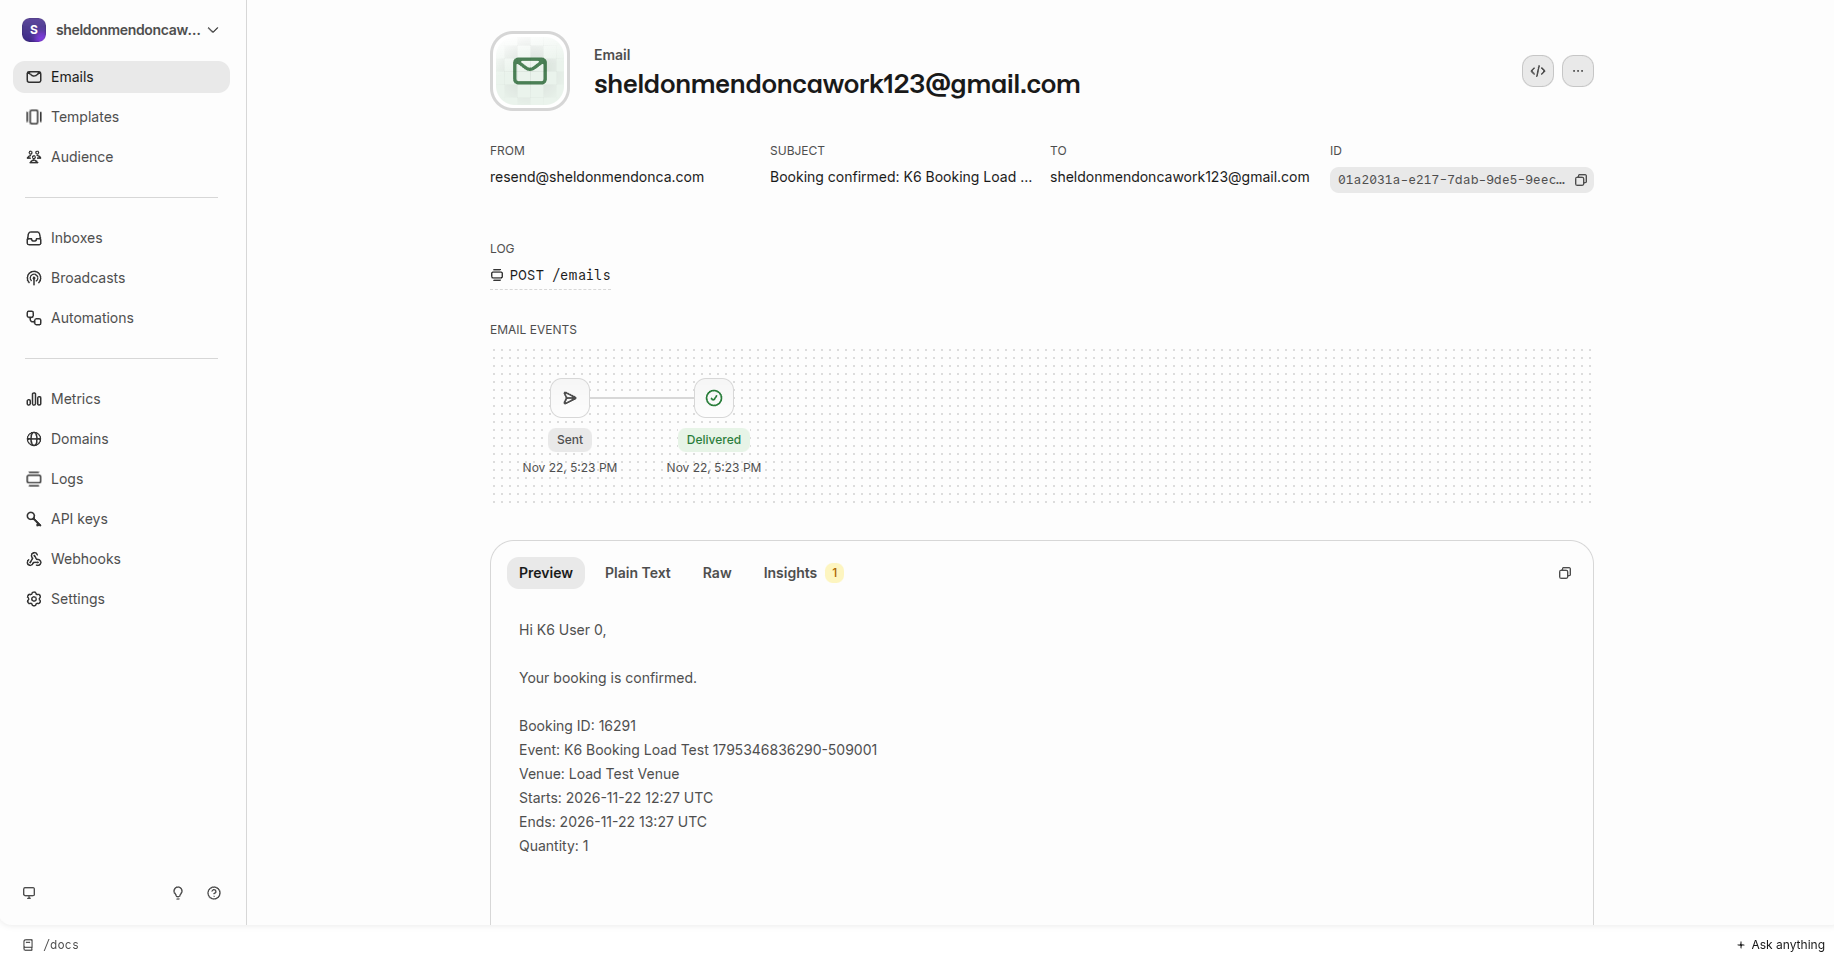 S
sheldonmendoncaw...
Emails
Templates
Audience
Inboxes
Broadcasts
Automations
Metrics
Domains
Logs
API keys
Webhooks
Settings
/docs
Email
sheldonmendoncawork123@gmail.com
FROM
resend@sheldonmendonca.com
SUBJECT
Booking confirmed: K6 Booking Load ...
TO
sheldonmendoncawork123@gmail.com
ID
01a2031a-e217-7dab-9de5-9eec…
LOG
POST /emails
EMAIL EVENTS
Sent
Nov 22, 5:23 PM
Delivered
Nov 22, 5:23 PM
Preview
Plain Text
Raw
Insights 1
Hi K6 User 0,
Your booking is confirmed.
Booking ID: 16291
Event: K6 Booking Load Test 1795346836290-509001
Venue: Load Test Venue
Starts: 2026-11-22 12:27 UTC
Ends: 2026-11-22 13:27 UTC
Quantity: 1
Ask anything